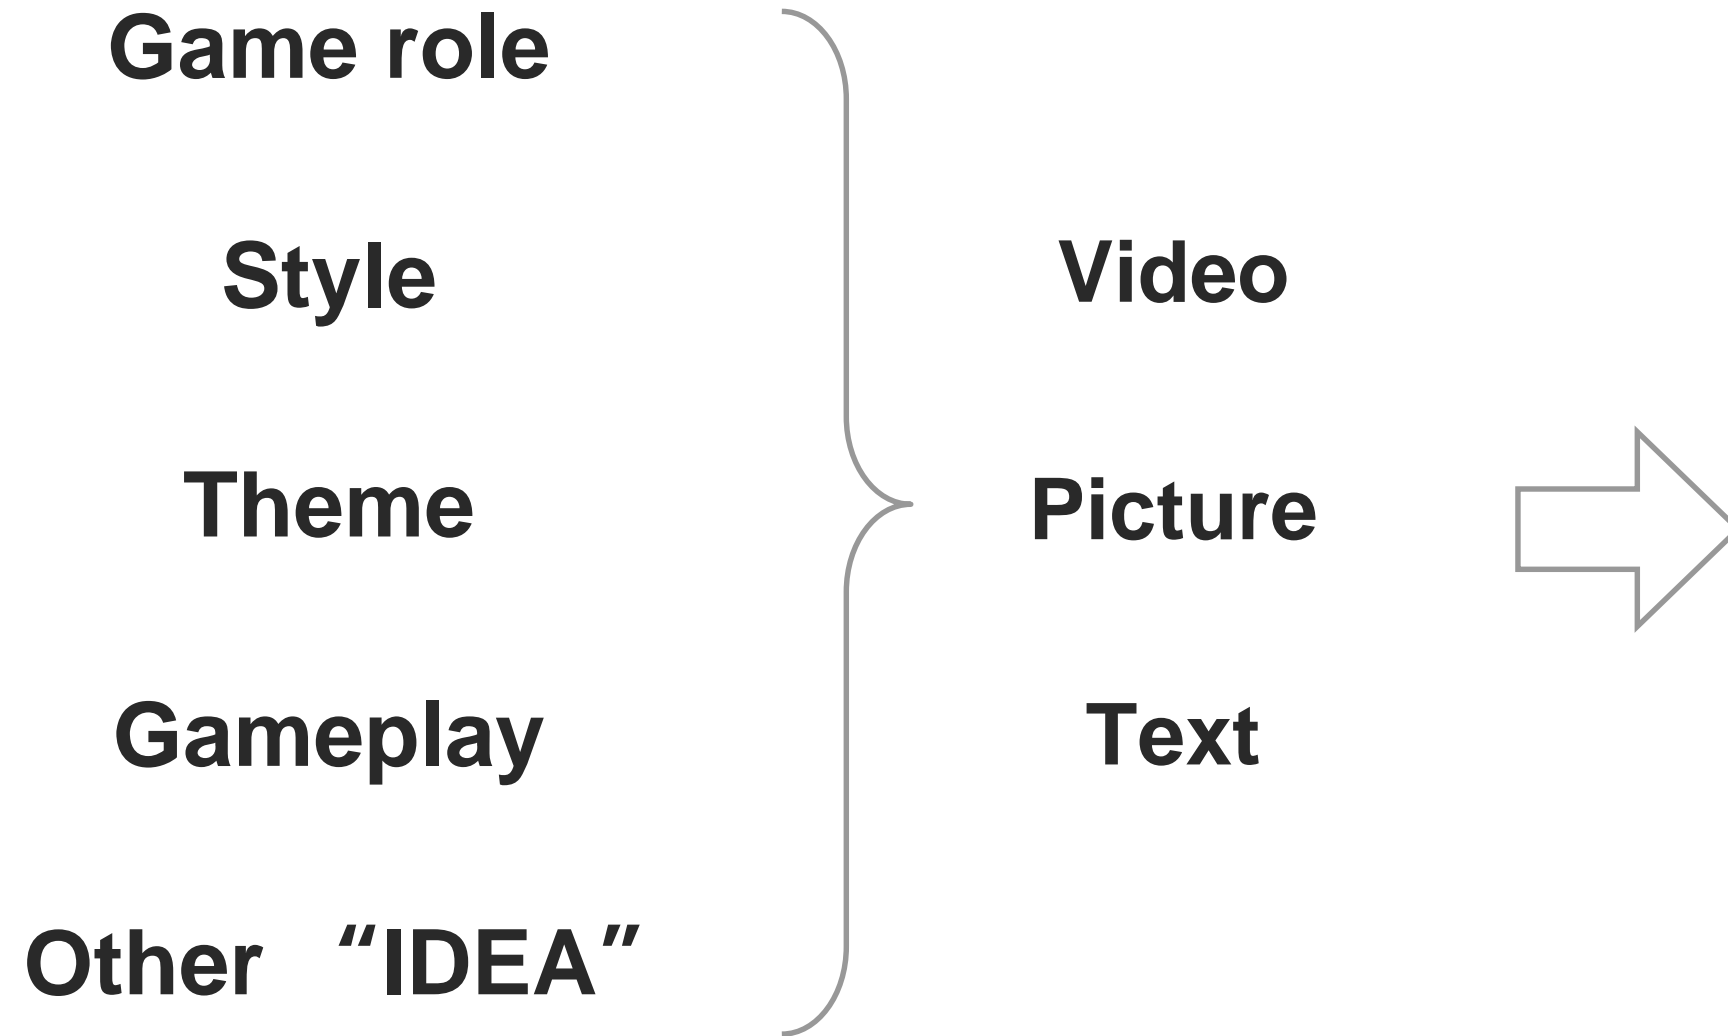 Game role
Style
Theme
Gameplay
Other “IDEA”
Video
Picture
Text